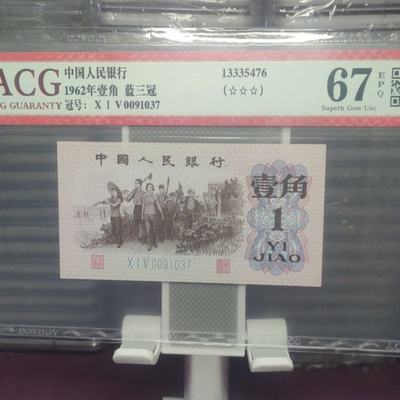 ACG
NG GUARANTY
中国人民银行
1962年壹角 蓝三冠
冠号: X I V 0091037
13335476
(☆☆☆)
67
EPQ
Superb Gem Unc
中國人民銀行
壹角
1
YI
JIAO
X I V 0091037